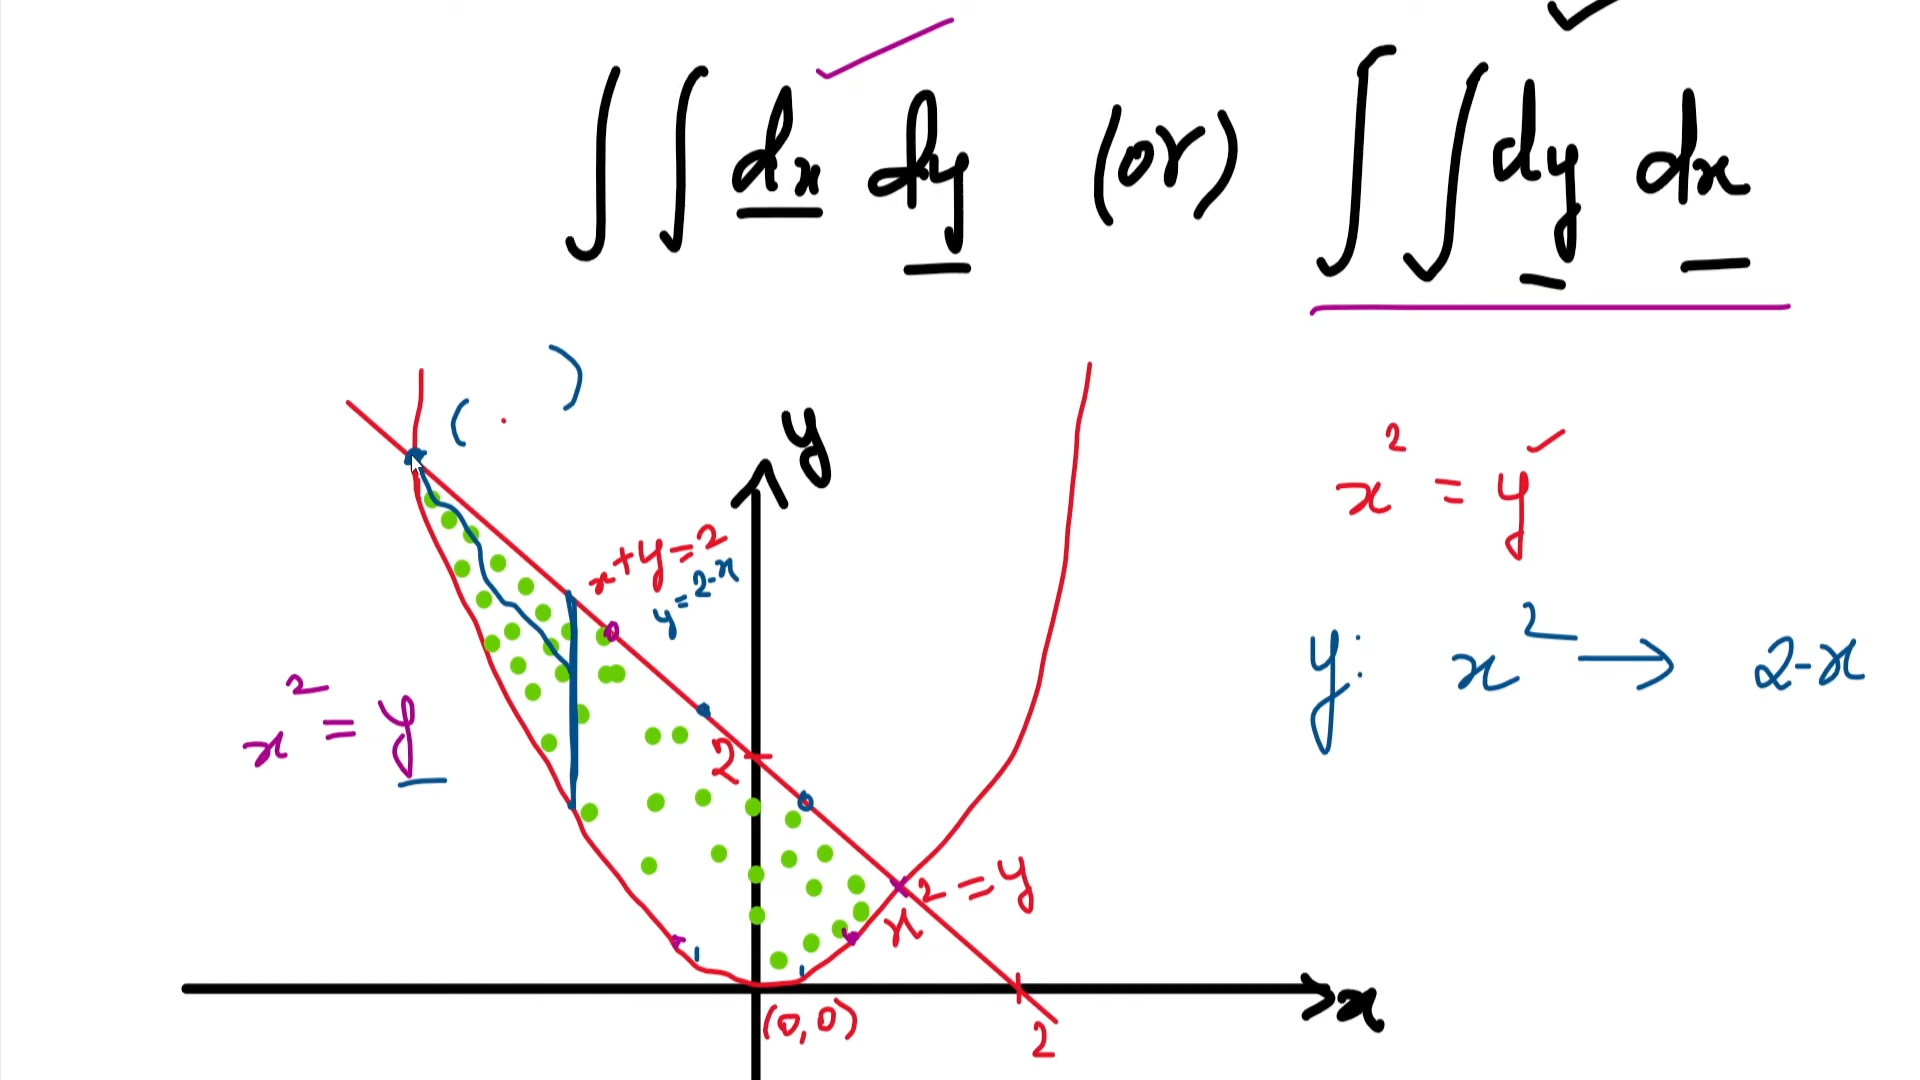 ∫∫ dx dy (or) ∫∫ dy dx
( . )
y
x² = y
x+y=2
y=2-x
y: x² → 2-x
x² = y
2
x² = y
x
(0,0)
2